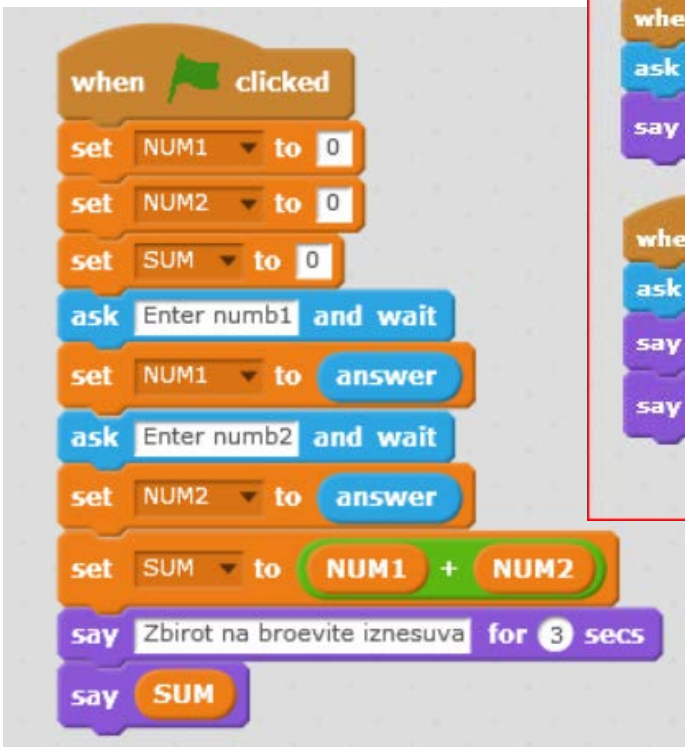 when clicked
set NUM1 to 0
set NUM2 to 0
set SUM to 0
ask Enter numb1 and wait
set NUM1 to answer
ask Enter numb2 and wait
set NUM2 to answer
set SUM to NUM1 + NUM2
say Zbirot na broevite iznesuva for 3 secs
say SUM
whe
ask
say
whe
ask
say
say